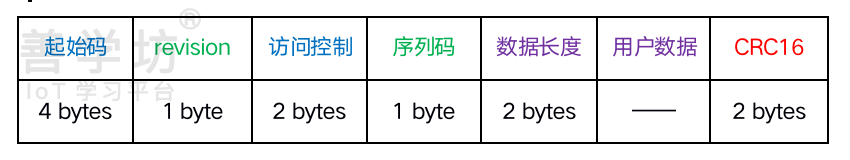 善学坊®
IoT 学习平台
起始码 revision 访问控制 序列码 数据长度 用户数据 CRC16
4 bytes 1 byte 2 bytes 1 byte 2 bytes —— 2 bytes